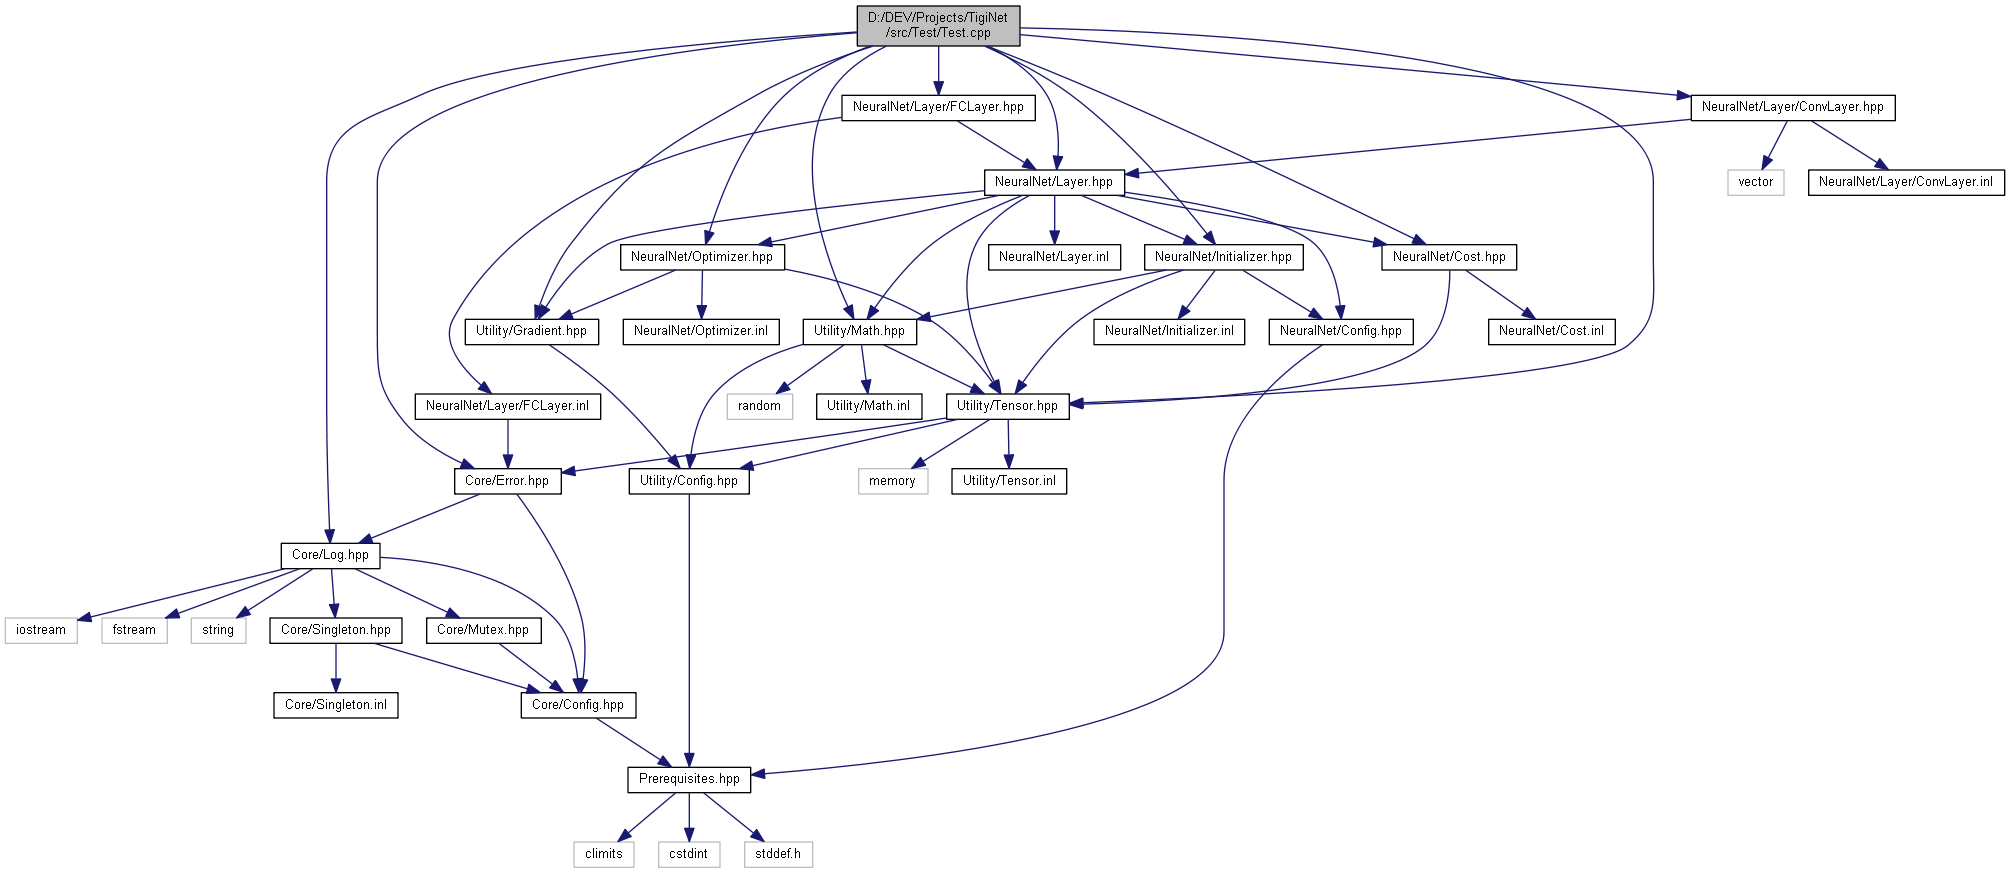 D:/DEV/Projects/TigiNet
/src/Test/Test.cpp
NeuralNet/Layer/FCLayer.hpp
NeuralNet/Layer/ConvLayer.hpp
NeuralNet/Layer.hpp
vector
NeuralNet/Layer/ConvLayer.inl
NeuralNet/Optimizer.hpp
NeuralNet/Layer.inl
NeuralNet/Initializer.hpp
NeuralNet/Cost.hpp
Utility/Gradient.hpp
NeuralNet/Optimizer.inl
Utility/Math.hpp
NeuralNet/Initializer.inl
NeuralNet/Config.hpp
NeuralNet/Cost.inl
NeuralNet/Layer/FCLayer.inl
random
Utility/Math.inl
Utility/Tensor.hpp
Core/Error.hpp
Utility/Config.hpp
memory
Utility/Tensor.inl
Core/Log.hpp
iostream
fstream
string
Core/Singleton.hpp
Core/Mutex.hpp
Core/Singleton.inl
Core/Config.hpp
Prerequisites.hpp
climits
cstdint
stddef.h